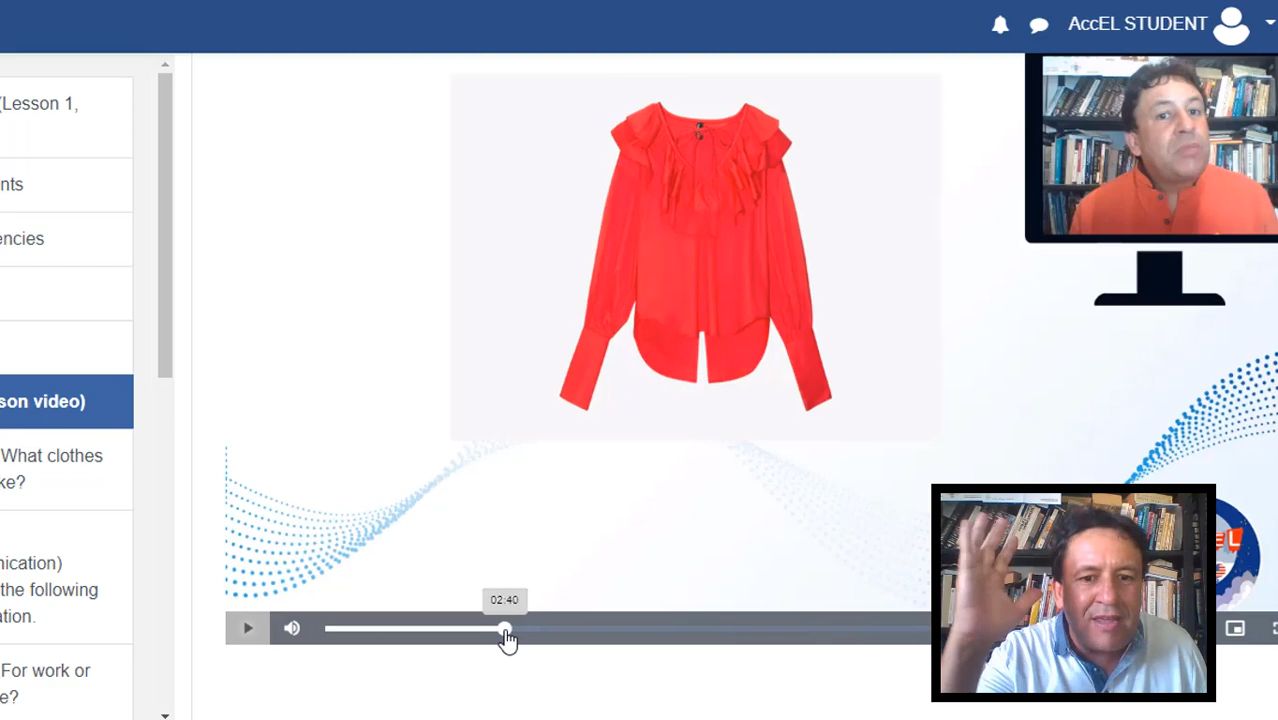 AccEL STUDENT
(Lesson 1,
nts
encies
son video)
What clothes
ke?
nication)
the following
ation.
For work or
e?
02:40